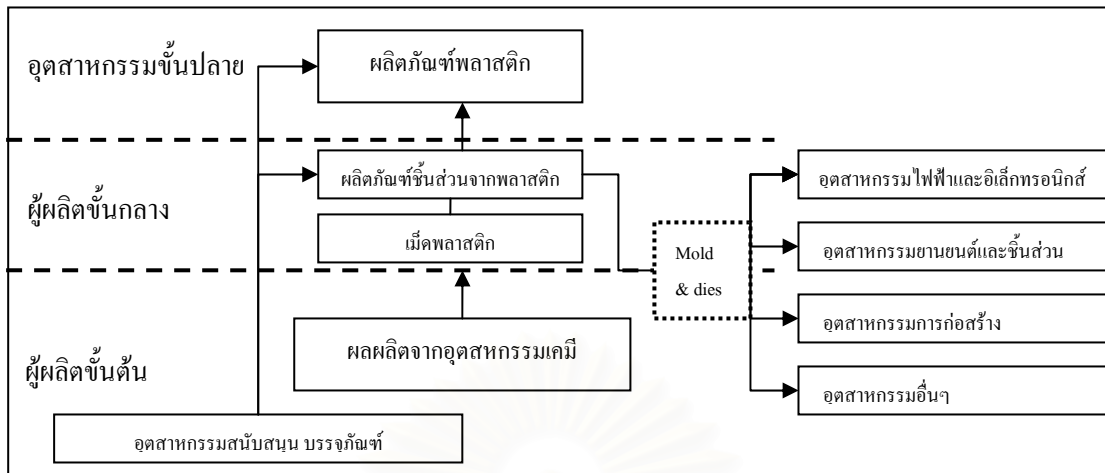 อุตสาหกรรมขั้นปลาย
ผลิตภัณฑ์พลาสติก
ผู้ผลิตขั้นกลาง
ผลิตภัณฑ์ชิ้นส่วนจากพลาสติก
เม็ดพลาสติก
Mold
& dies
อุตสาหกรรมไฟฟ้าและอิเล็กทรอนิกส์
อุตสาหกรรมยานยนต์และชิ้นส่วน
อุตสาหกรรมการก่อสร้าง
อุตสาหกรรมอื่นๆ
ผู้ผลิตขั้นต้น
ผลผลิตจากอุตสหกรรมเคมี
อุตสาหกรรมสนับสนุน บรรจุภัณฑ์